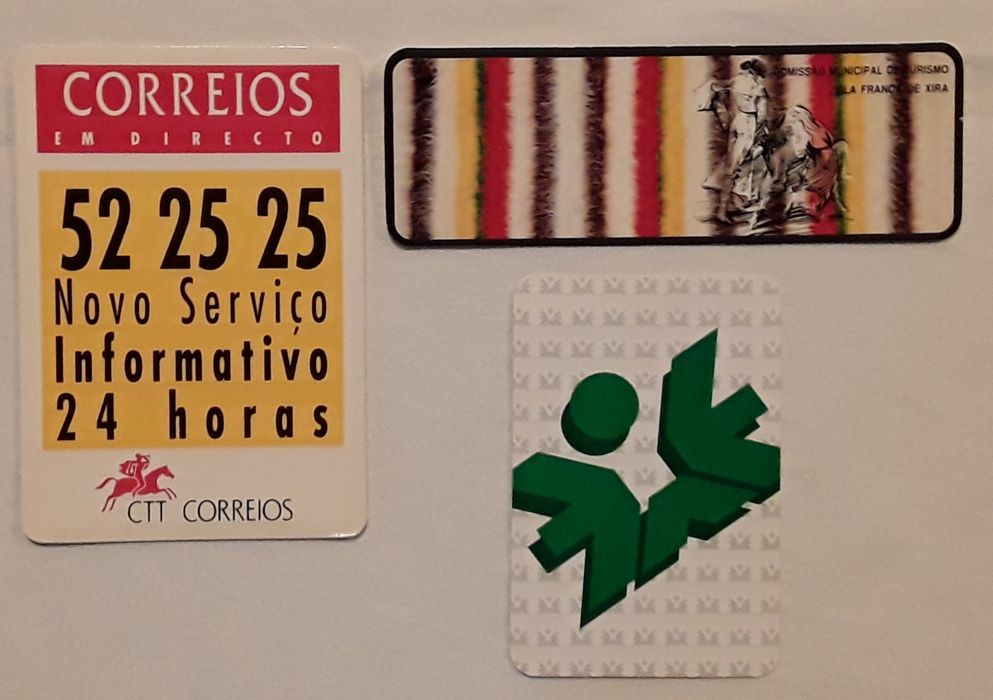 CORREIOS
EM DIRECTO
52 25 25
Novo Serviço
Informativo
24 horas
CTT CORREIOS
COMISSÃO MUNICIPAL DE TURISMO
VILA FRANCA DE XIRA